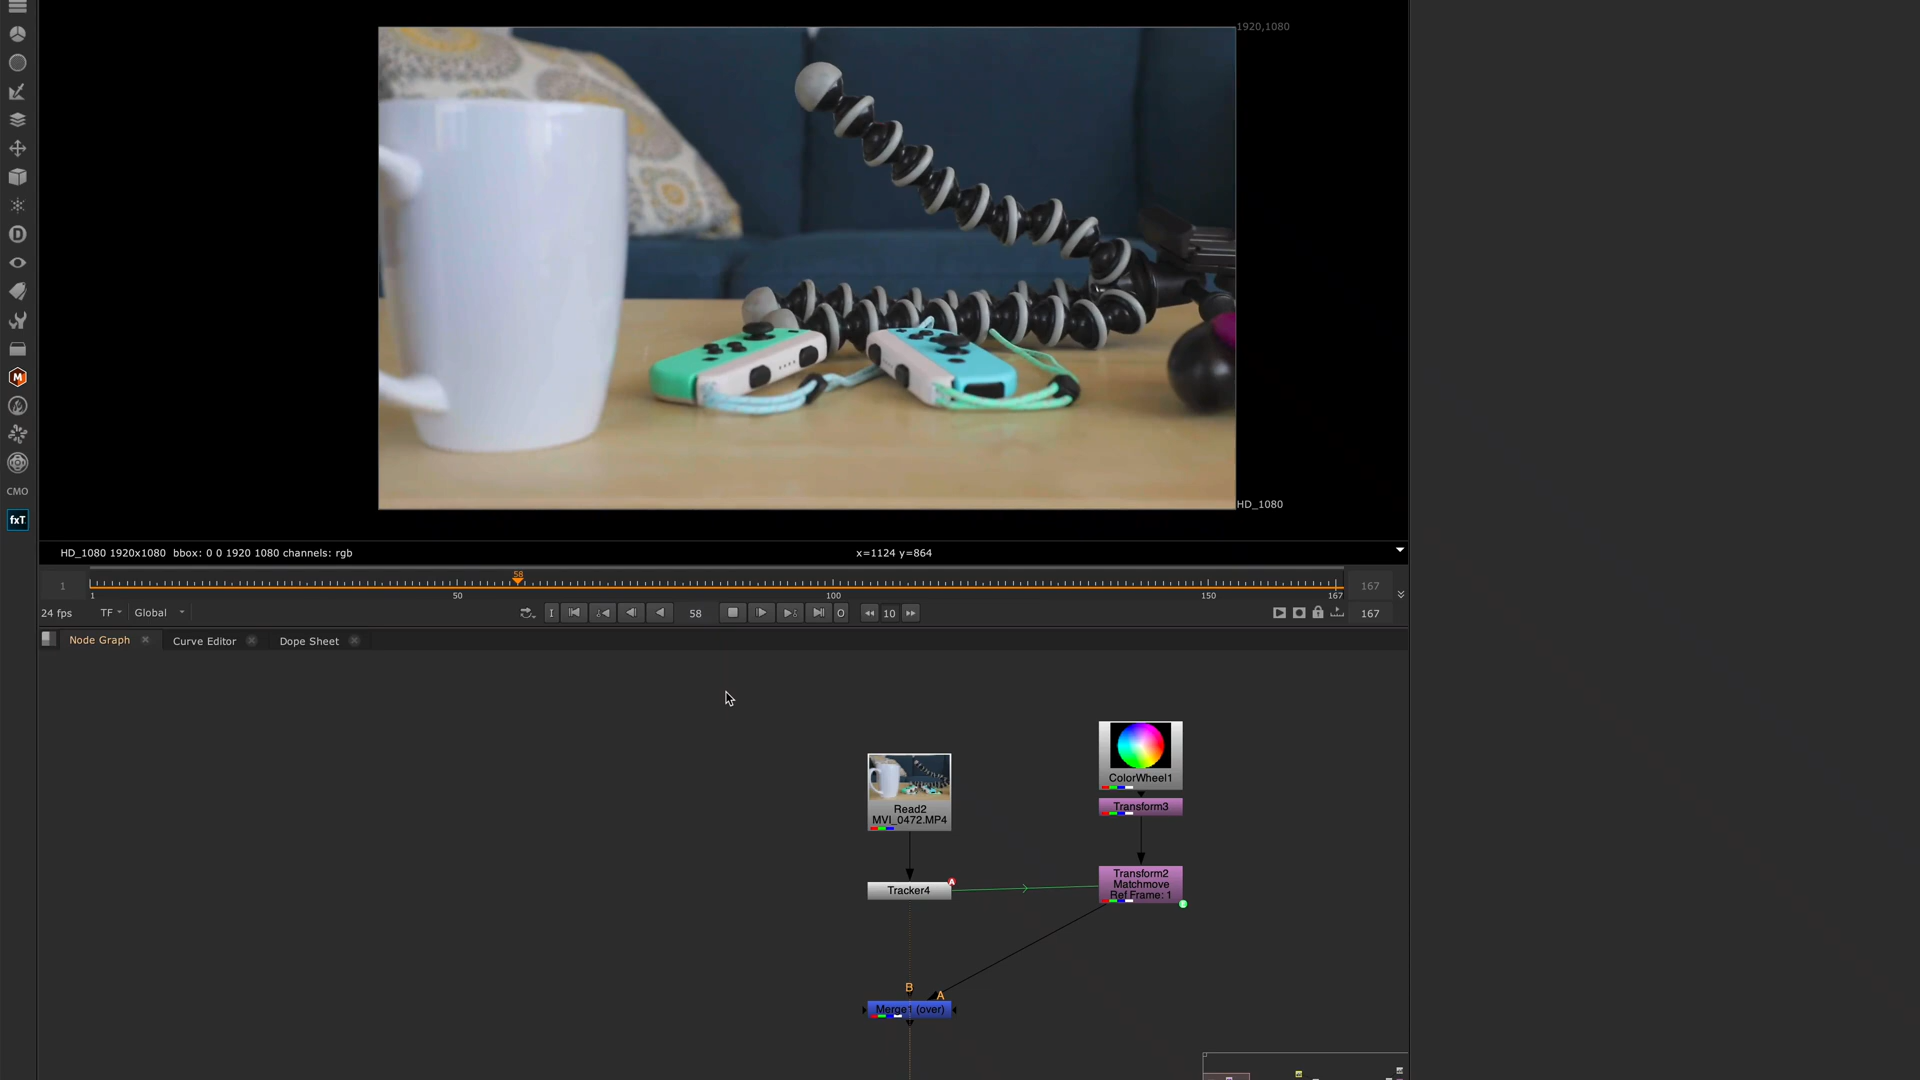 1920,1080
D
M
CMO
fxT
HD_1080
HD_1080 1920x1080 bbox: 0 0 1920 1080 channels: rgb
x=1124 y=864
58
1
167
1
50
100
150
167
24 fps
TF
Global
I
58
O
10
167
Node Graph
Curve Editor
Dope Sheet
ColorWheel1
Transform3
Read2
MVI_0472.MP4
Transform2
Matchmove
Ref Frame: 1
A
Tracker4
B
A
Merge1 (over)